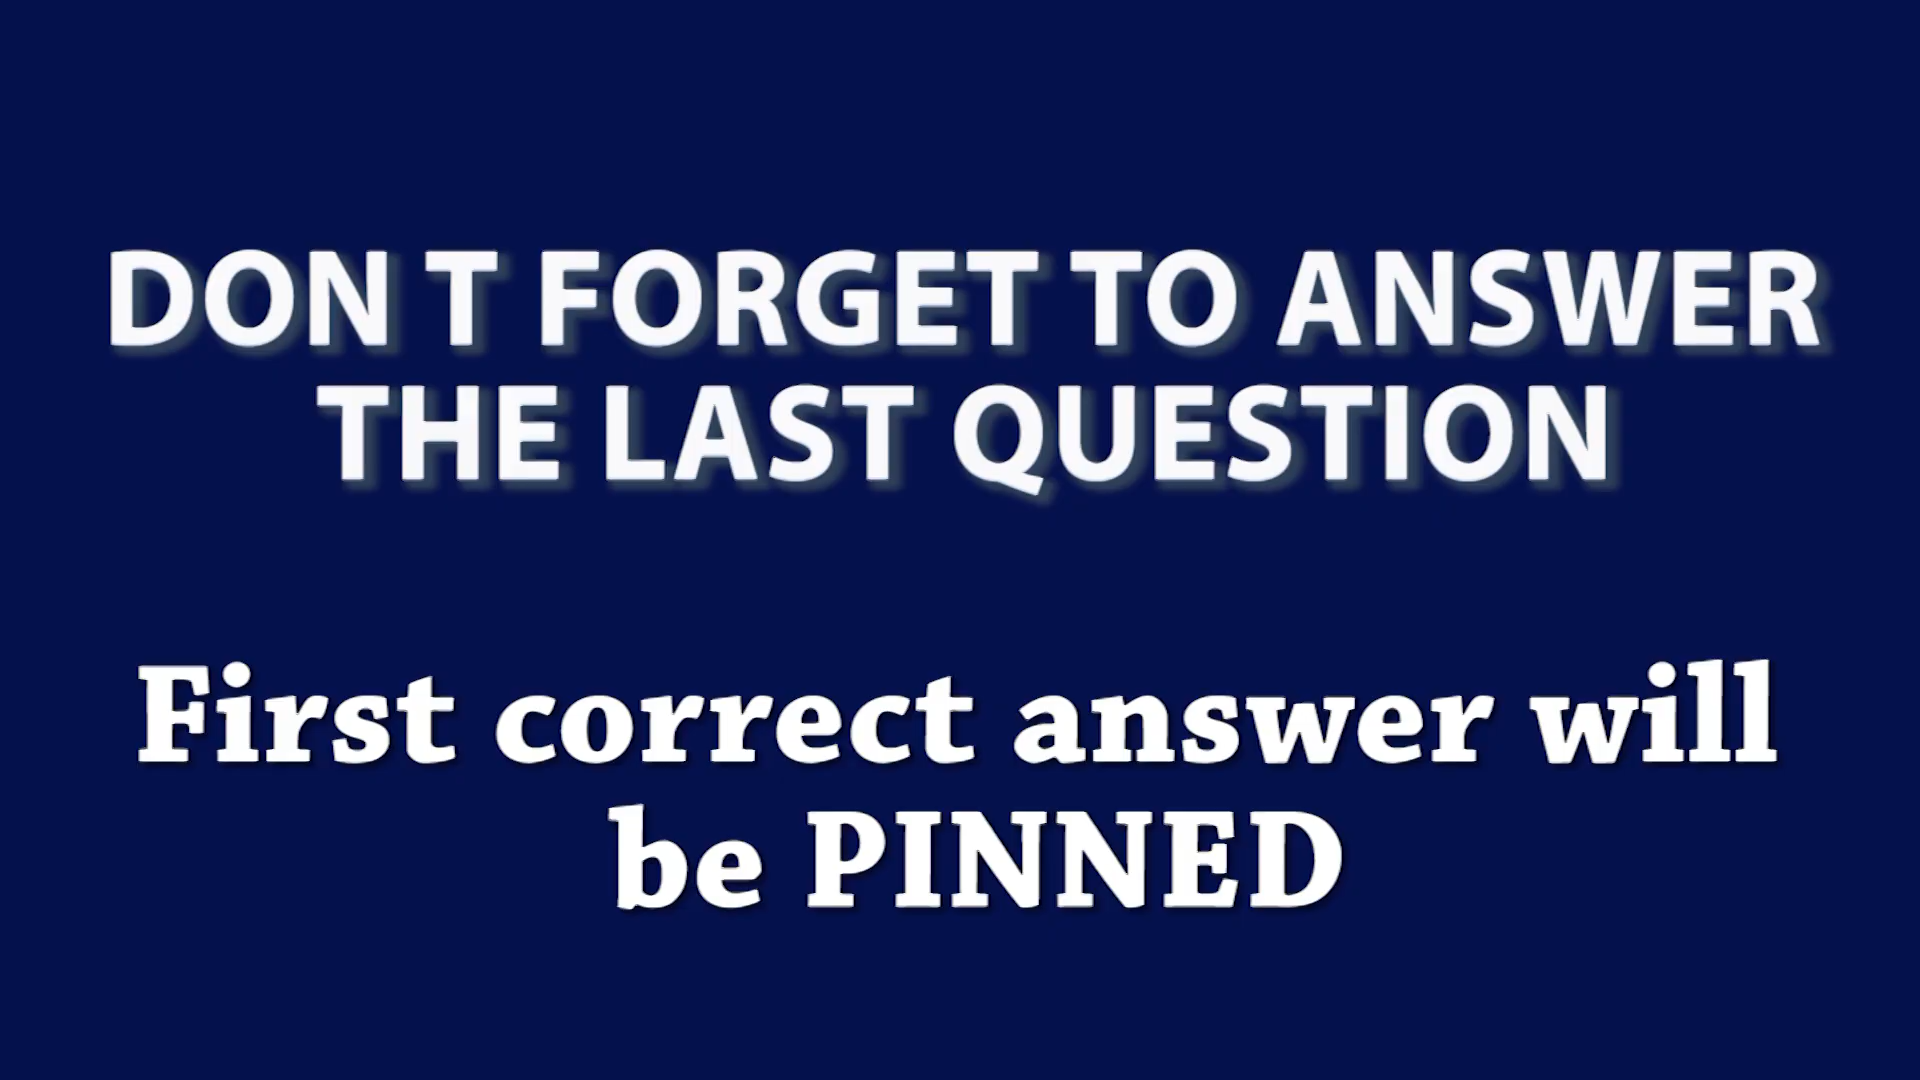 DON T FORGET TO ANSWER
THE LAST QUESTION
First correct answer will
be PINNED